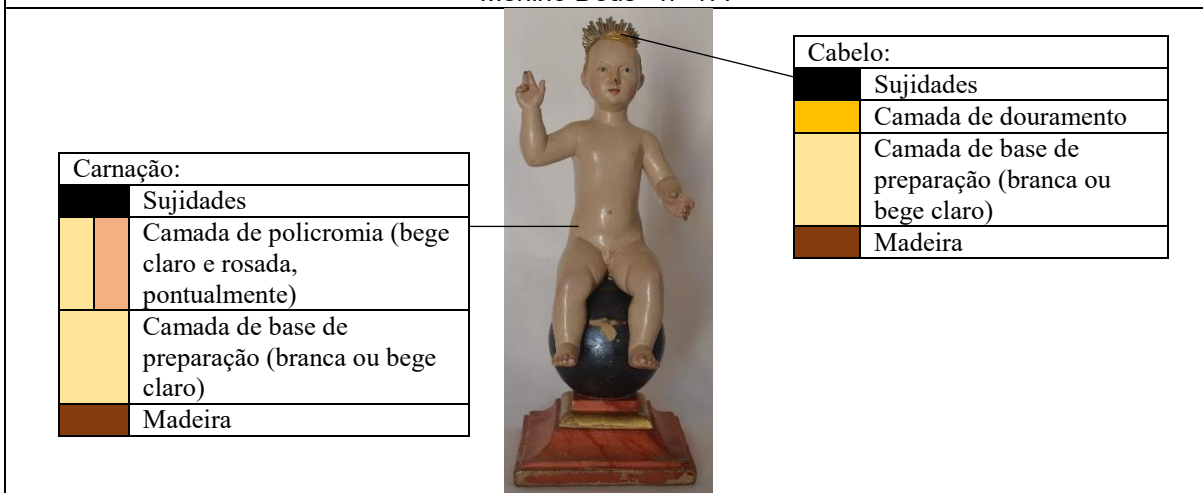 Carnação:
Sujidades
Camada de policromia (bege
claro e rosada,
pontualmente)
Camada de base de
preparação (branca ou bege
claro)
Madeira
Cabelo:
Sujidades
Camada de douramento
Camada de base de
preparação (branca ou
bege claro)
Madeira